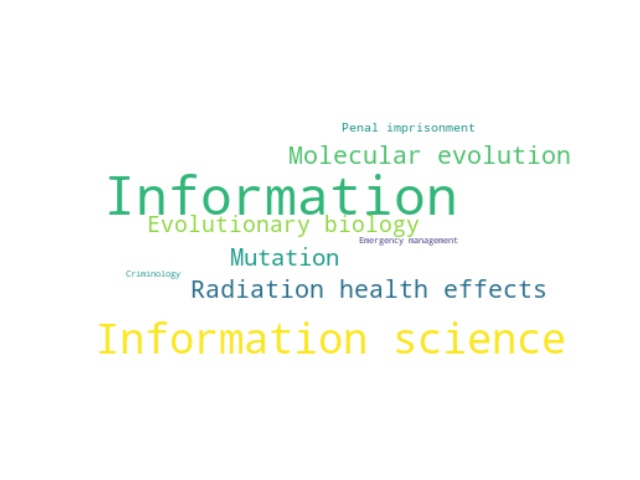 Penal imprisonment
Molecular evolution
Information
Evolutionary biology
Emergency management
Mutation
Criminology
Radiation health effects
Information science